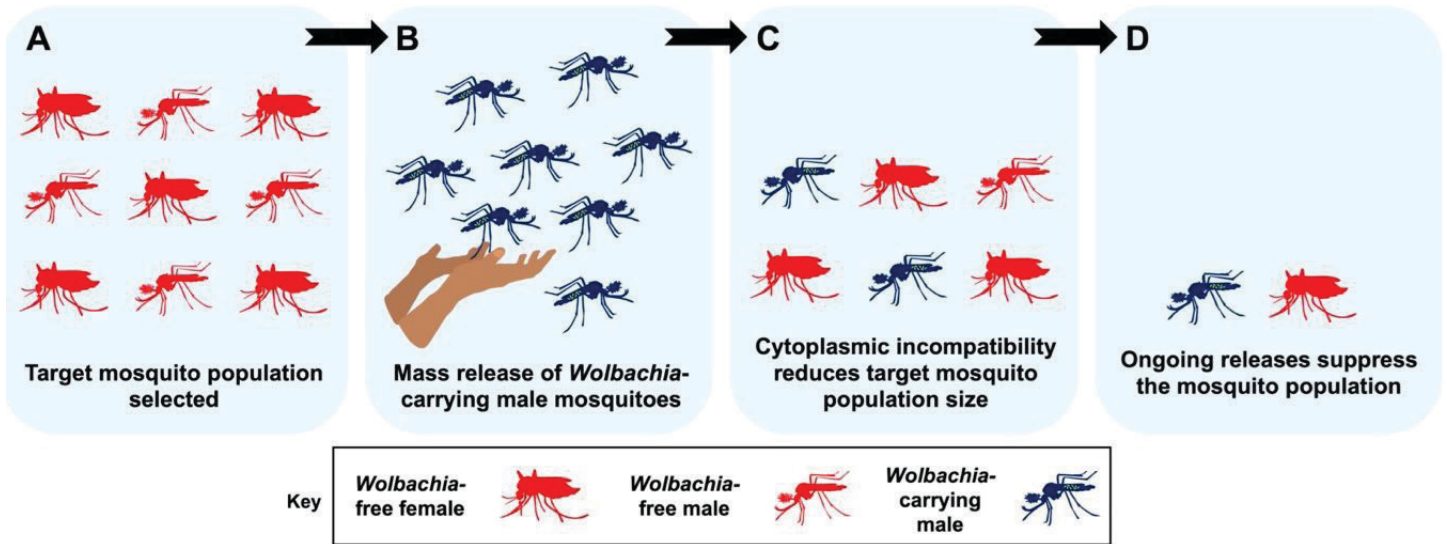 A
B
C
D
Target mosquito population
selected
Mass release of Wolbachia-
carrying male mosquitoes
Cytoplasmic incompatibility
reduces target mosquito
population size
Ongoing releases suppress
the mosquito population
Key
Wolbachia-
free female
Wolbachia-
free male
Wolbachia-
carrying
male